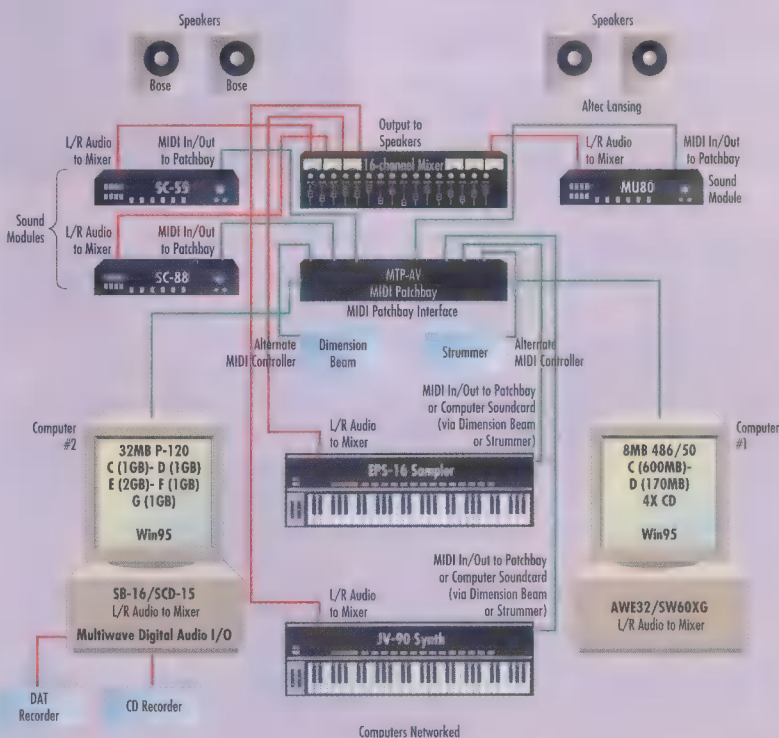 Speakers
Speakers
Bose
Bose
Altec Lansing
Output to
Speakers
L/R Audio
to Mixer
MIDI In/Out
to Patchbay
16-channel Mixer
L/R Audio
to Mixer
MIDI In/Out
to Patchbay
SC-55
MU80
Sound
Module
Sound
Modules
L/R Audio
to Mixer
MIDI In/Out
to Patchbay
SC-88
MTP-AV
MIDI Patchbay
MIDI Patchbay Interface
Alternate
MIDI Controller
Dimension
Beam
Strummer
Alternate
MIDI Controller
MIDI In/Out to Patchbay
or Computer Soundcard
(via Dimension Beam
or Strummer)
L/R Audio
to Mixer
EPS-16 Sampler
Computer
#2
32MB P-120
C (1GB)- D (1GB)
E (2GB)- F (1GB)
G (1GB)
Win95
Computer
#1
8MB 486/50
C (600MB)-
D (170MB)
4X CD
Win95
SB-16/SCD-15
L/R Audio to Mixer
Multiwave Digital Audio I/O
MIDI In/Out to Patchbay
or Computer Soundcard
(via Dimension Beam
or Strummer)
L/R Audio
to Mixer
JV-90 Synth
AWE32/SW60XG
L/R Audio to Mixer
DAT
Recorder
CD Recorder
Computers Networked